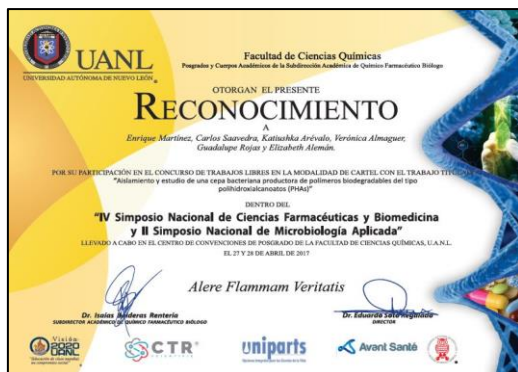 UANL
UNIVERSIDAD AUTÓNOMA DE NUEVO LEÓN
Facultad de Ciencias Químicas
Posgrados y Cuerpos Académicos de la Subdirección Académica de Químico Farmacéutico Biólogo
OTORGAN EL PRESENTE
RECONOCIMIENTO
A
Enrique Martínez, Carlos Saavedra, Katiushka Arévalo, Verónica Almaguer,
Guadalupe Rojas y Elizabeth Alemán.
POR SU PARTICIPACIÓN EN EL CONCURSO DE TRABAJOS LIBRES EN LA MODALIDAD DE CARTEL CON EL TRABAJO
"Aislamiento y estudio de una cepa bacteriana productora de polímeros biodegradables del tipo
polihidroxialcanoatos (PHAs)"
DENTRO DEL
"IV Simposio Nacional de Ciencias Farmacéuticas y Biomedicina
y II Simposio Nacional de Microbiología Aplicada"
LLEVADO A CABO EN EL CENTRO DE CONVENCIONES DE POSGRADO DE LA FACULTAD DE CIENCIAS QUÍMICAS, U.A.N.L.
EL 27 Y 28 DE ABRIL DE 2017
Alere Flammam Veritatis
Dr. Isaías Balderas Rentería
SUBDIRECTOR ACADÉMICO DE QUÍMICO FARMACÉUTICO BIÓLOGO
Dr. Eduardo Soto Regalado
DIRECTOR
Visión
2020
UANL
CTR
uniparts
Avant Santé